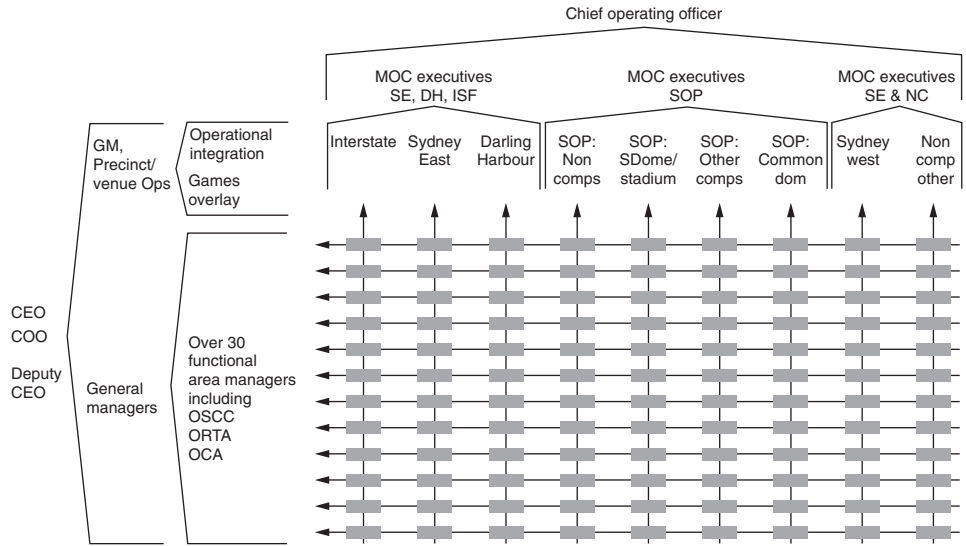 Chief operating officer
MOC executives
SE, DH, ISF
MOC executives
SOP
MOC executives
SE & NC
Interstate
Sydney
East
Darling
Harbour
SOP:
Non
comps
SOP:
SDome/
stadium
SOP:
Other
comps
SOP:
Common
dom
Sydney
west
Non
comp
other
GM,
Precinct/
venue Ops
Operational
integration
Games
overlay
CEO
COO
Deputy
CEO
General
managers
Over 30
functional
area managers
including
OSCC
ORTA
OCA